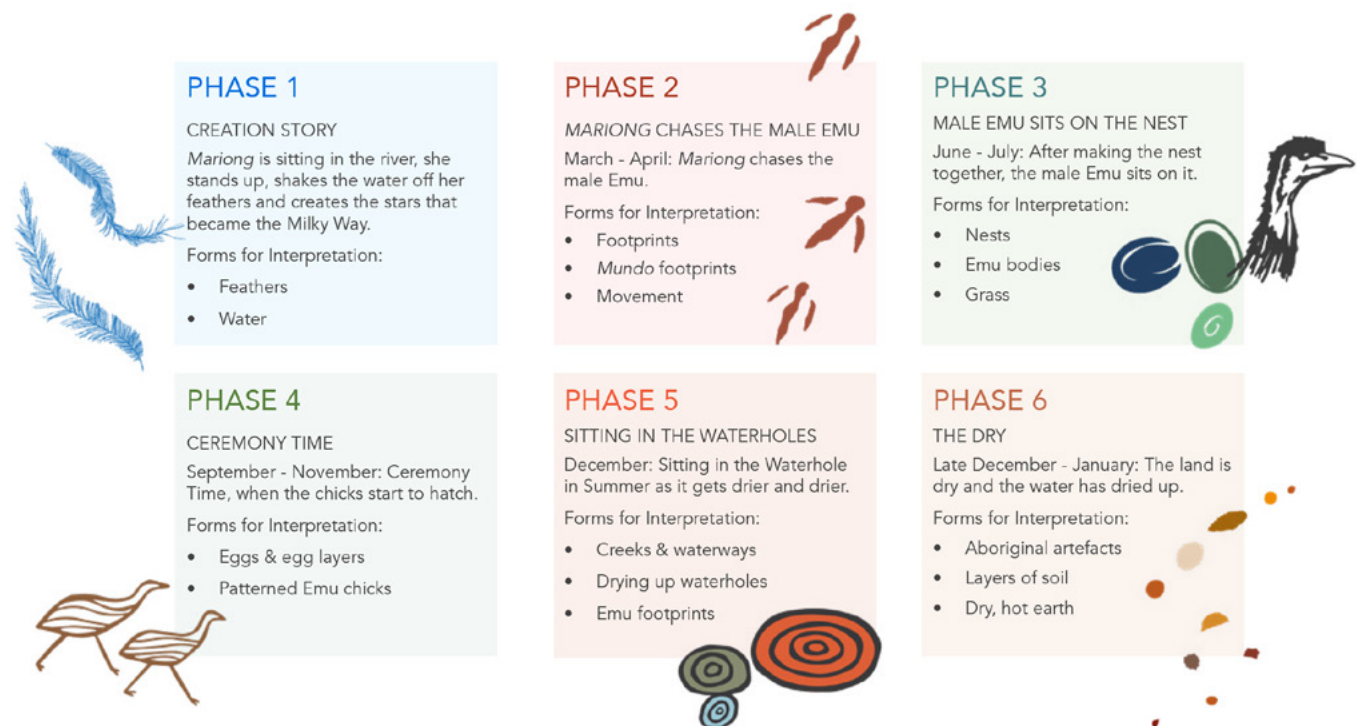 PHASE 1
CREATION STORY
Mariong is sitting in the river, she
stands up, shakes the water off her
feathers and creates the stars that
became the Milky Way.
Forms for Interpretation:
• Feathers
• Water
PHASE 2
MARIONG CHASES THE MALE EMU
March - April: Mariong chases the
male Emu.
Forms for Interpretation:
• Footprints
• Mundo footprints
• Movement
PHASE 3
MALE EMU SITS ON THE NEST
June - July: After making the nest
together, the male Emu sits on it.
Forms for Interpretation:
• Nests
• Emu bodies
• Grass
PHASE 4
CEREMONY TIME
September - November: Ceremony
Time, when the chicks start to hatch.
Forms for Interpretation:
• Eggs & egg layers
• Patterned Emu chicks
PHASE 5
SITTING IN THE WATERHOLES
December: Sitting in the Waterhole
in Summer as it gets drier and drier.
Forms for Interpretation:
• Creeks & waterways
• Drying up waterholes
• Emu footprints
PHASE 6
THE DRY
Late December - January: The land is
dry and the water has dried up.
Forms for Interpretation:
• Aboriginal artefacts
• Layers of soil
• Dry, hot earth